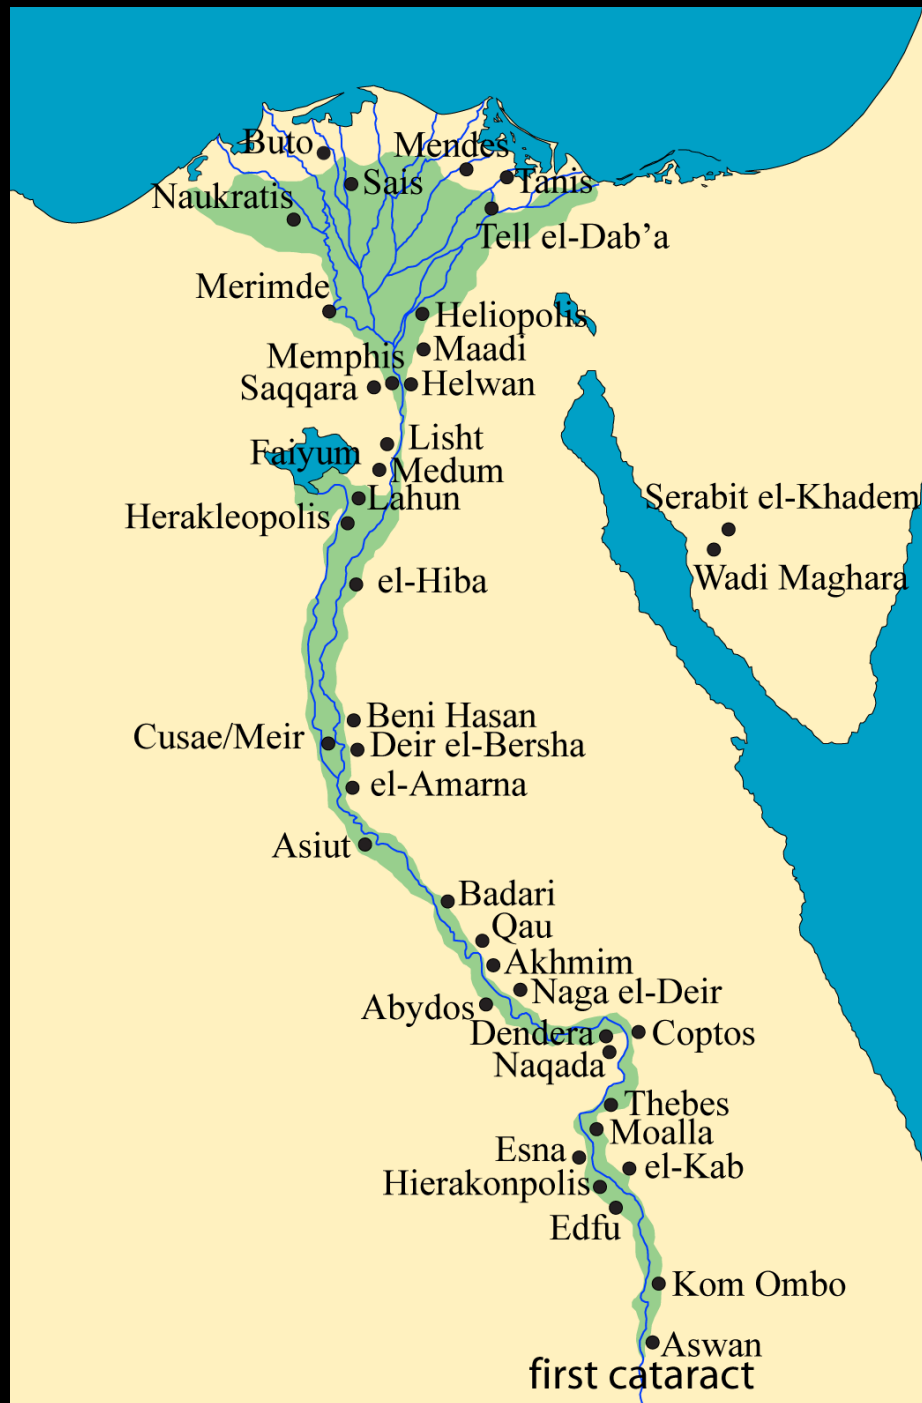 Buto
Mendes
Sais
Tanis
Naukratis
Tell el-Dab’a
Merimde
Heliopolis
Maadi
Memphis
Saqqara
Helwan
Lisht
Faiyum
Medum
Lahun
Serabit el-Khadem
Herakleopolis
Wadi Maghara
el-Hiba
Beni Hasan
Cusae/Meir
Deir el-Bersha
el-Amarna
Asiut
Badari
Qau
Akhmim
Naga el-Deir
Abydos
Dendera
Coptos
Naqada
Thebes
Moalla
Esna
el-Kab
Hierakonpolis
Edfu
Kom Ombo
Aswan
first cataract